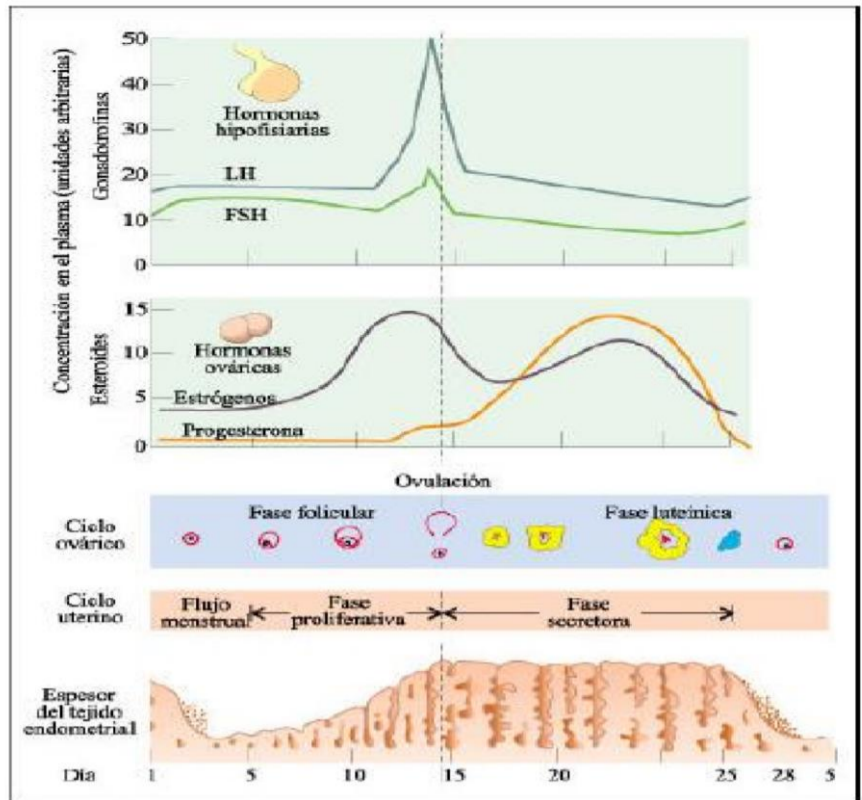 Concentración en el plasma (unidades arbitrarias)
Gonadotrofinas
50
40
30
20
10
0
Hormonas
hipofisiarias
LH
FSH
Esteroides
15
10
5
0
Hormonas
ováricas
Estrógenos
Progesterona
Ovulación
Ciclo
ovárico
Fase folicular
Fase luteínica
Ciclo
uterino
Flujo
menstrual
Fase
proliferativa
Fase
secretora
Espesor
del tejido
endometrial
Día 1 5 10 15 20 25 28 5